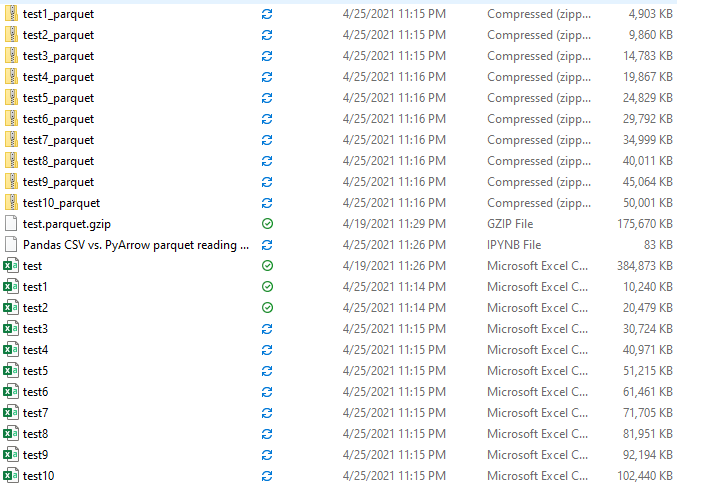 test1_parquet 4/25/2021 11:15 PM Compressed (zipp... 4,903 KB
test2_parquet 4/25/2021 11:15 PM Compressed (zipp... 9,860 KB
test3_parquet 4/25/2021 11:15 PM Compressed (zipp... 14,783 KB
test4_parquet 4/25/2021 11:16 PM Compressed (zipp... 19,867 KB
test5_parquet 4/25/2021 11:16 PM Compressed (zipp... 24,829 KB
test6_parquet 4/25/2021 11:16 PM Compressed (zipp... 29,792 KB
test7_parquet 4/25/2021 11:16 PM Compressed (zipp... 34,999 KB
test8_parquet 4/25/2021 11:16 PM Compressed (zipp... 40,011 KB
test9_parquet 4/25/2021 11:16 PM Compressed (zipp... 45,064 KB
test10_parquet 4/25/2021 11:16 PM Compressed (zipp... 50,001 KB
test.parquet.gzip 4/19/2021 11:29 PM GZIP File 175,670 KB
Pandas CSV vs. PyArrow parquet reading ... 4/25/2021 11:26 PM IPYNB File 83 KB
test 4/19/2021 11:26 PM Microsoft Excel C... 384,873 KB
test1 4/25/2021 11:14 PM Microsoft Excel C... 10,240 KB
test2 4/25/2021 11:14 PM Microsoft Excel C... 20,479 KB
test3 4/25/2021 11:15 PM Microsoft Excel C... 30,724 KB
test4 4/25/2021 11:15 PM Microsoft Excel C... 40,971 KB
test5 4/25/2021 11:15 PM Microsoft Excel C... 51,215 KB
test6 4/25/2021 11:15 PM Microsoft Excel C... 61,461 KB
test7 4/25/2021 11:15 PM Microsoft Excel C... 71,705 KB
test8 4/25/2021 11:15 PM Microsoft Excel C... 81,951 KB
test9 4/25/2021 11:15 PM Microsoft Excel C... 92,194 KB
test10 4/25/2021 11:15 PM Microsoft Excel C... 102,440 KB